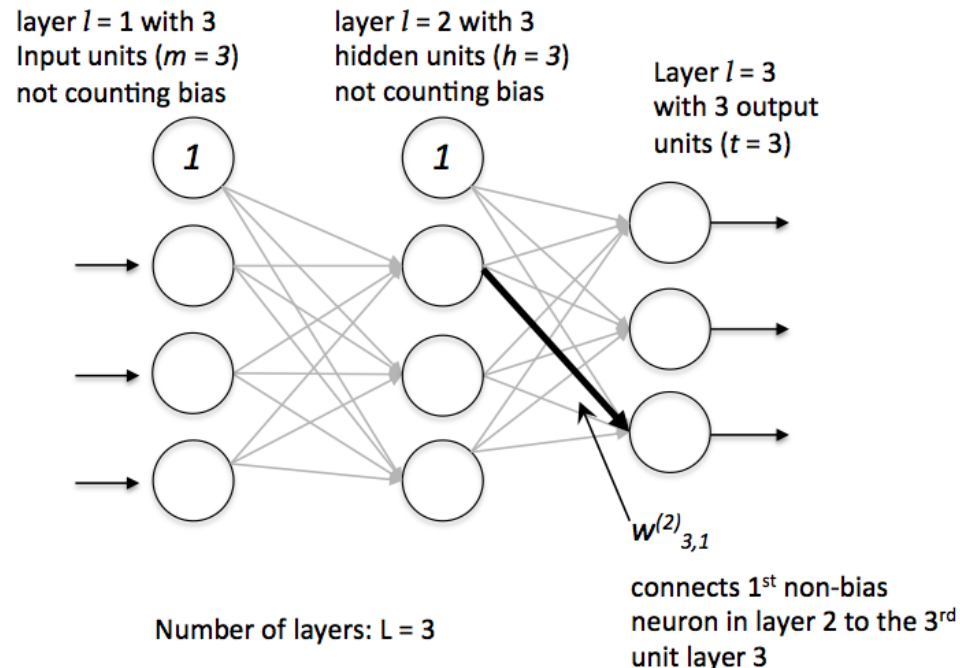 layer l = 1 with 3
Input units (m = 3)
not counting bias
layer l = 2 with 3
hidden units (h = 3)
not counting bias
Layer l = 3
with 3 output
units (t = 3)
1
1
w(2)3,1
connects 1st non-bias
neuron in layer 2 to the 3rd
unit layer 3
Number of layers: L = 3